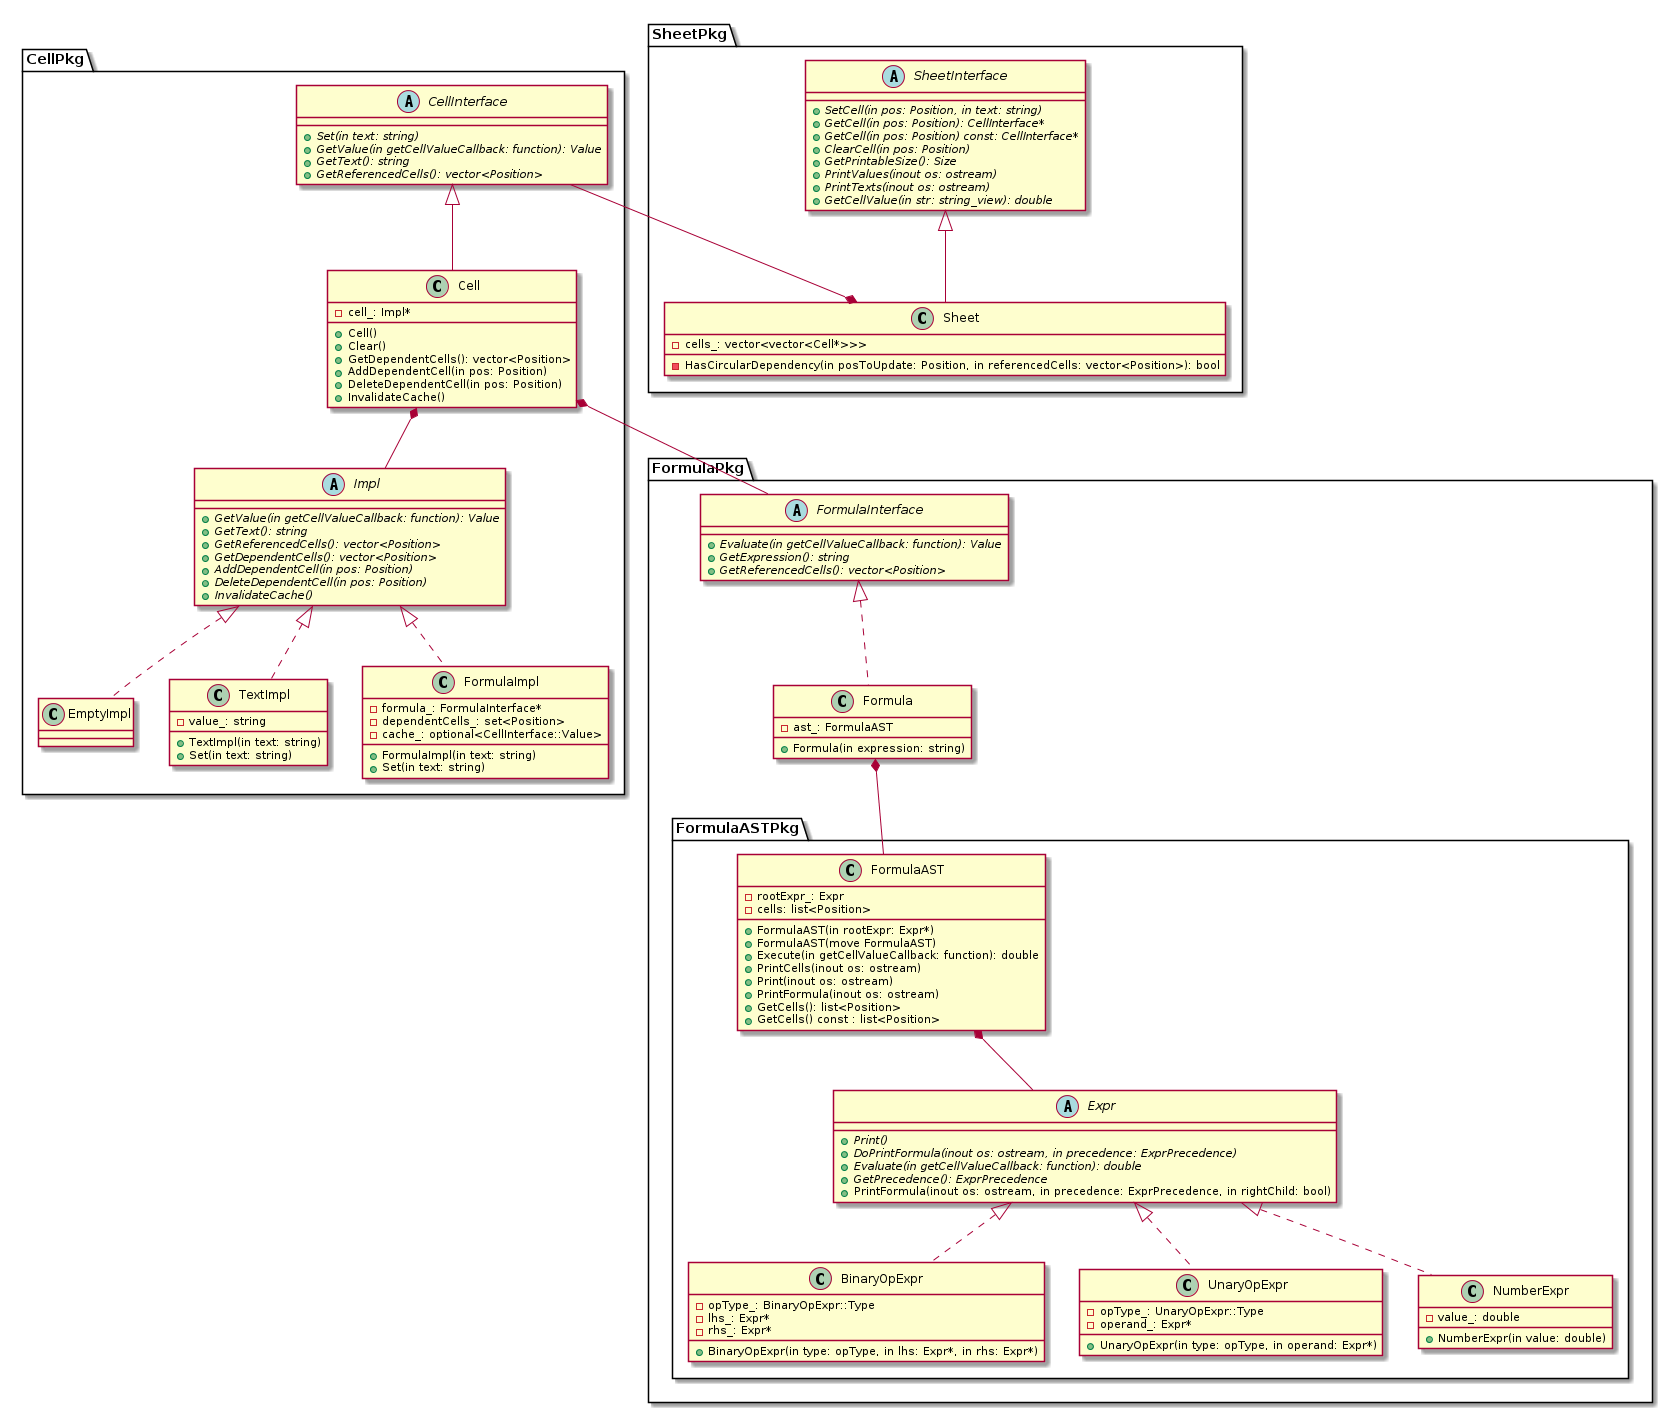 SheetPkg
A SheetInterface
SetCell(in pos: Position, in text: string)
GetCell(in pos: Position): CellInterface*
GetCell(in pos: Position) const: CellInterface*
ClearCell(in pos: Position)
GetPrintableSize(): Size
PrintValues(inout os: ostream)
PrintTexts(inout os: ostream)
GetCellValue(in str: string_view): double
C Sheet
cells_: vector<vector<Cell*>>>
HasCircularDependency(in posToUpdate: Position, in referencedCells: vector<Position>): bool
CellPkg
A CellInterface
Set(in text: string)
GetValue(in getCellValueCallback: function): Value
GetText(): string
GetReferencedCells(): vector<Position>
C Cell
cell_: Impl*
Cell()
Clear()
GetDependentCells(): vector<Position>
AddDependentCell(in pos: Position)
DeleteDependentCell(in pos: Position)
InvalidateCache()
A Impl
GetValue(in getCellValueCallback: function): Value
GetText(): string
GetReferencedCells(): vector<Position>
GetDependentCells(): vector<Position>
AddDependentCell(in pos: Position)
DeleteDependentCell(in pos: Position)
InvalidateCache()
C EmptyImpl
C TextImpl
value_: string
TextImpl(in text: string)
Set(in text: string)
C FormulaImpl
formula_: FormulaInterface*
dependentCells_: set<Position>
cache_: optional<CellInterface::Value>
FormulaImpl(in text: string)
Set(in text: string)
FormulaPkg
A FormulaInterface
Evaluate(in getCellValueCallback: function): Value
GetExpression(): string
GetReferencedCells(): vector<Position>
C Formula
ast_: FormulaAST
Formula(in expression: string)
FormulaASTPkg
C FormulaAST
rootExpr_: Expr
cells: list<Position>
FormulaAST(in rootExpr: Expr*)
FormulaAST(move FormulaAST)
Execute(in getCellValueCallback: function): double
PrintCells(inout os: ostream)
Print(inout os: ostream)
PrintFormula(inout os: ostream)
GetCells(): list<Position>
GetCells() const : list<Position>
A Expr
Print()
DoPrintFormula(inout os: ostream, in precedence: ExprPrecedence)
Evaluate(in getCellValueCallback: function): double
GetPrecedence(): ExprPrecedence
PrintFormula(inout os: ostream, in precedence: ExprPrecedence, in rightChild: bool)
C BinaryOpExpr
opType_: BinaryOpExpr::Type
lhs_: Expr*
rhs_: Expr*
BinaryOpExpr(in type: opType, in lhs: Expr*, in rhs: Expr*)
C UnaryOpExpr
opType_: UnaryOpExpr::Type
operand_: Expr*
UnaryOpExpr(in type: opType, in operand: Expr*)
C NumberExpr
value_: double
NumberExpr(in value: double)